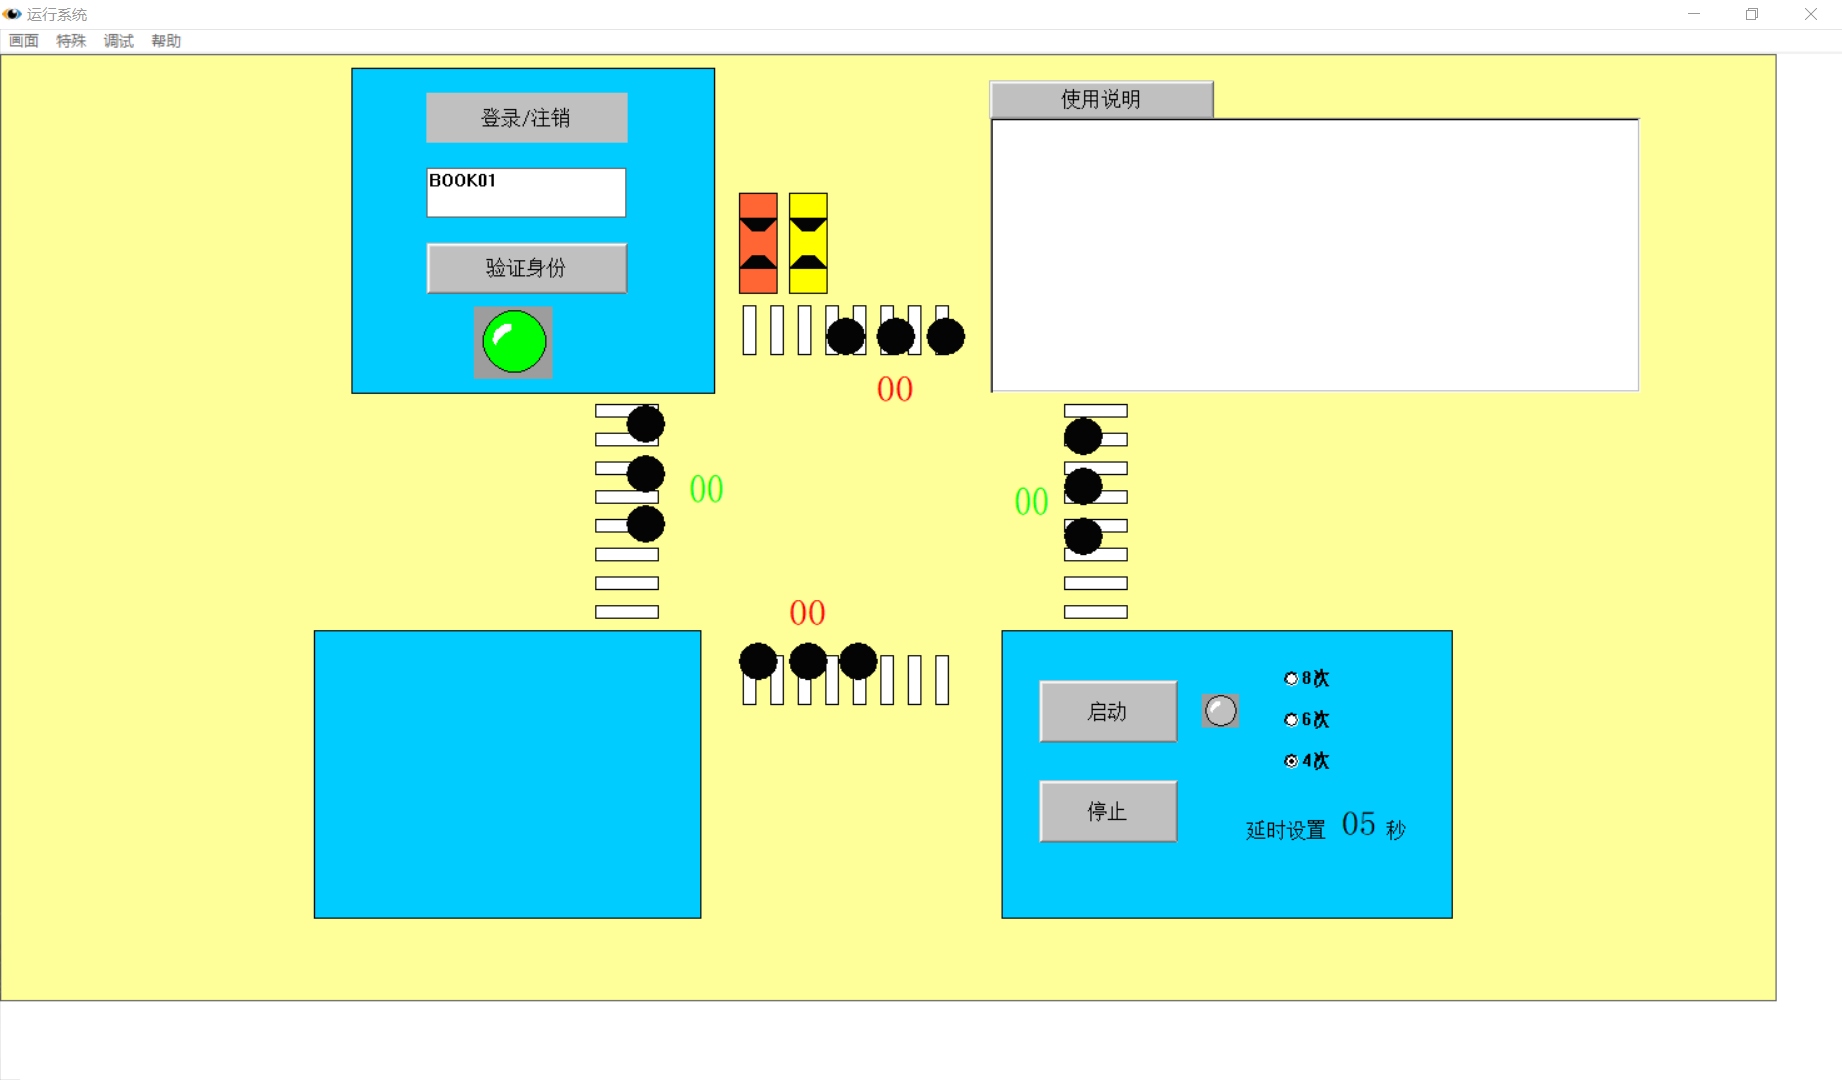 运行系统
画面 特殊 调试 帮助
登录/注销
BOOK01
验证身份
使用说明
00
00
00
00
启动
停止
8次
6次
4次
延时设置 05 秒